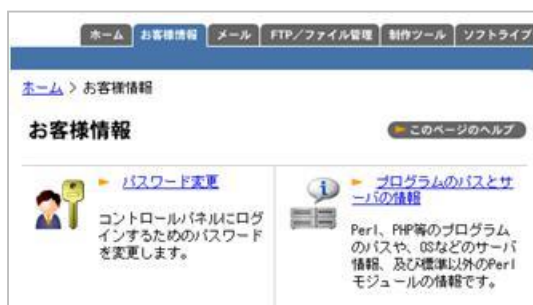 ホーム お客様情報 メール FTP/ファイル管理 制作ツール ソフトライブ
ホーム > お客様情報
お客様情報
このページのヘルプ
パスワード変更
コントロールパネルにログ
インするためのパスワード
を変更します。
プログラムのパスとサ
ーバの情報
Perl、PHP等のプログラム
のパスや、OSなどのサーバ
情報、及び標準以外のPerl
モジュールの情報です。